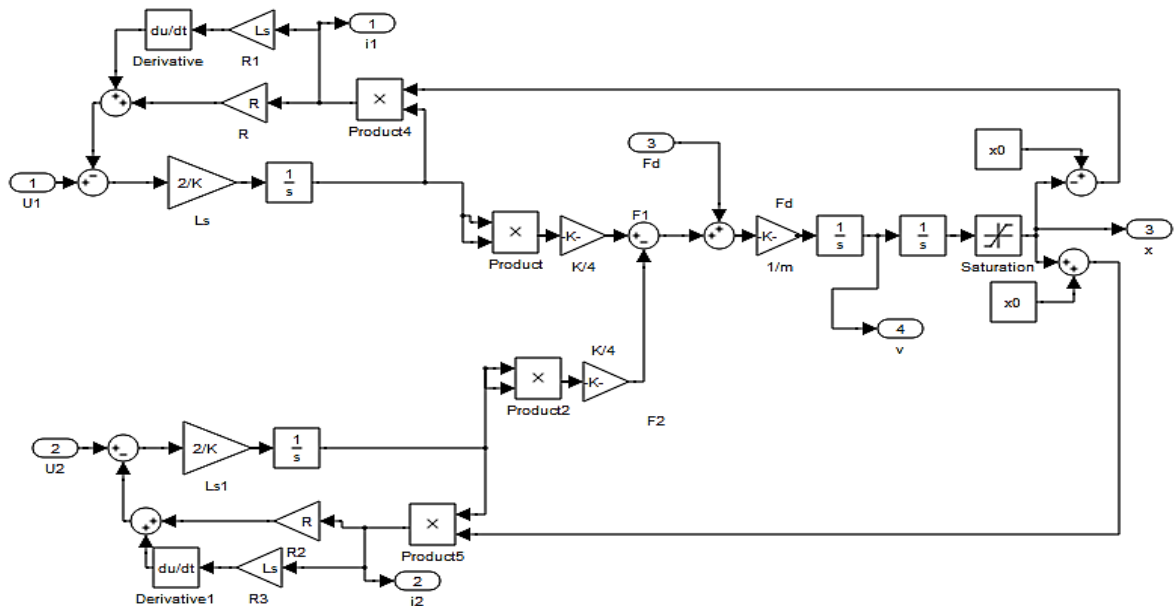 du/dt
Derivative
Ls
R1
1
i1
R
R
×
Product4
1
U1
2/K
Ls
1
s
×
Product
-K-
K/4
F1
3
Fd
Fd
-K-
1/m
1
s
1
s
Saturation
x0
3
x
x0
4
v
×
Product2
K/4
-K-
F2
2
U2
2/K
Ls1
1
s
R
R2
×
Product5
du/dt
Derivative1
Ls
R3
2
i2